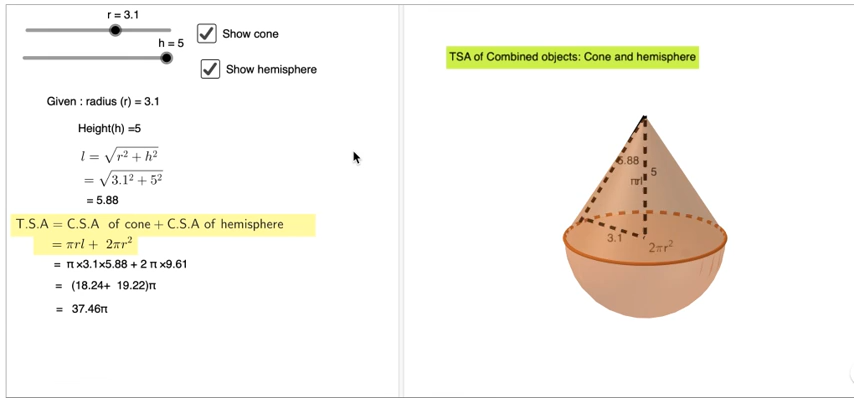 r = 3.1
Show cone
h = 5
Show hemisphere
Given : radius (r) = 3.1
Height(h) =5
l = √r² + h²
= √3.1² + 5²
= 5.88
T.S.A = C.S.A of cone + C.S.A of hemisphere
= πrl + 2πr²
= π×3.1×5.88 + 2 π ×9.61
= (18.24+ 19.22)π
= 37.46π
TSA of Combined objects: Cone and hemisphere
5.88
5
πrl
3.1
2πr²